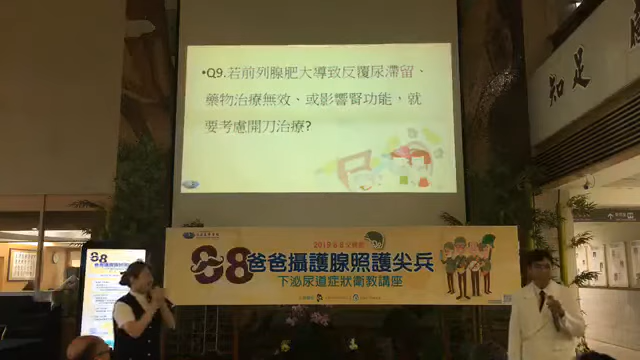 •Q9.若前列腺肥大導致反覆尿滯留、
藥物治療無效、或影響腎功能，就
要考慮開刀治療?
知足
88爸爸攝護腺照護尖兵
下泌尿道症狀衛教講座